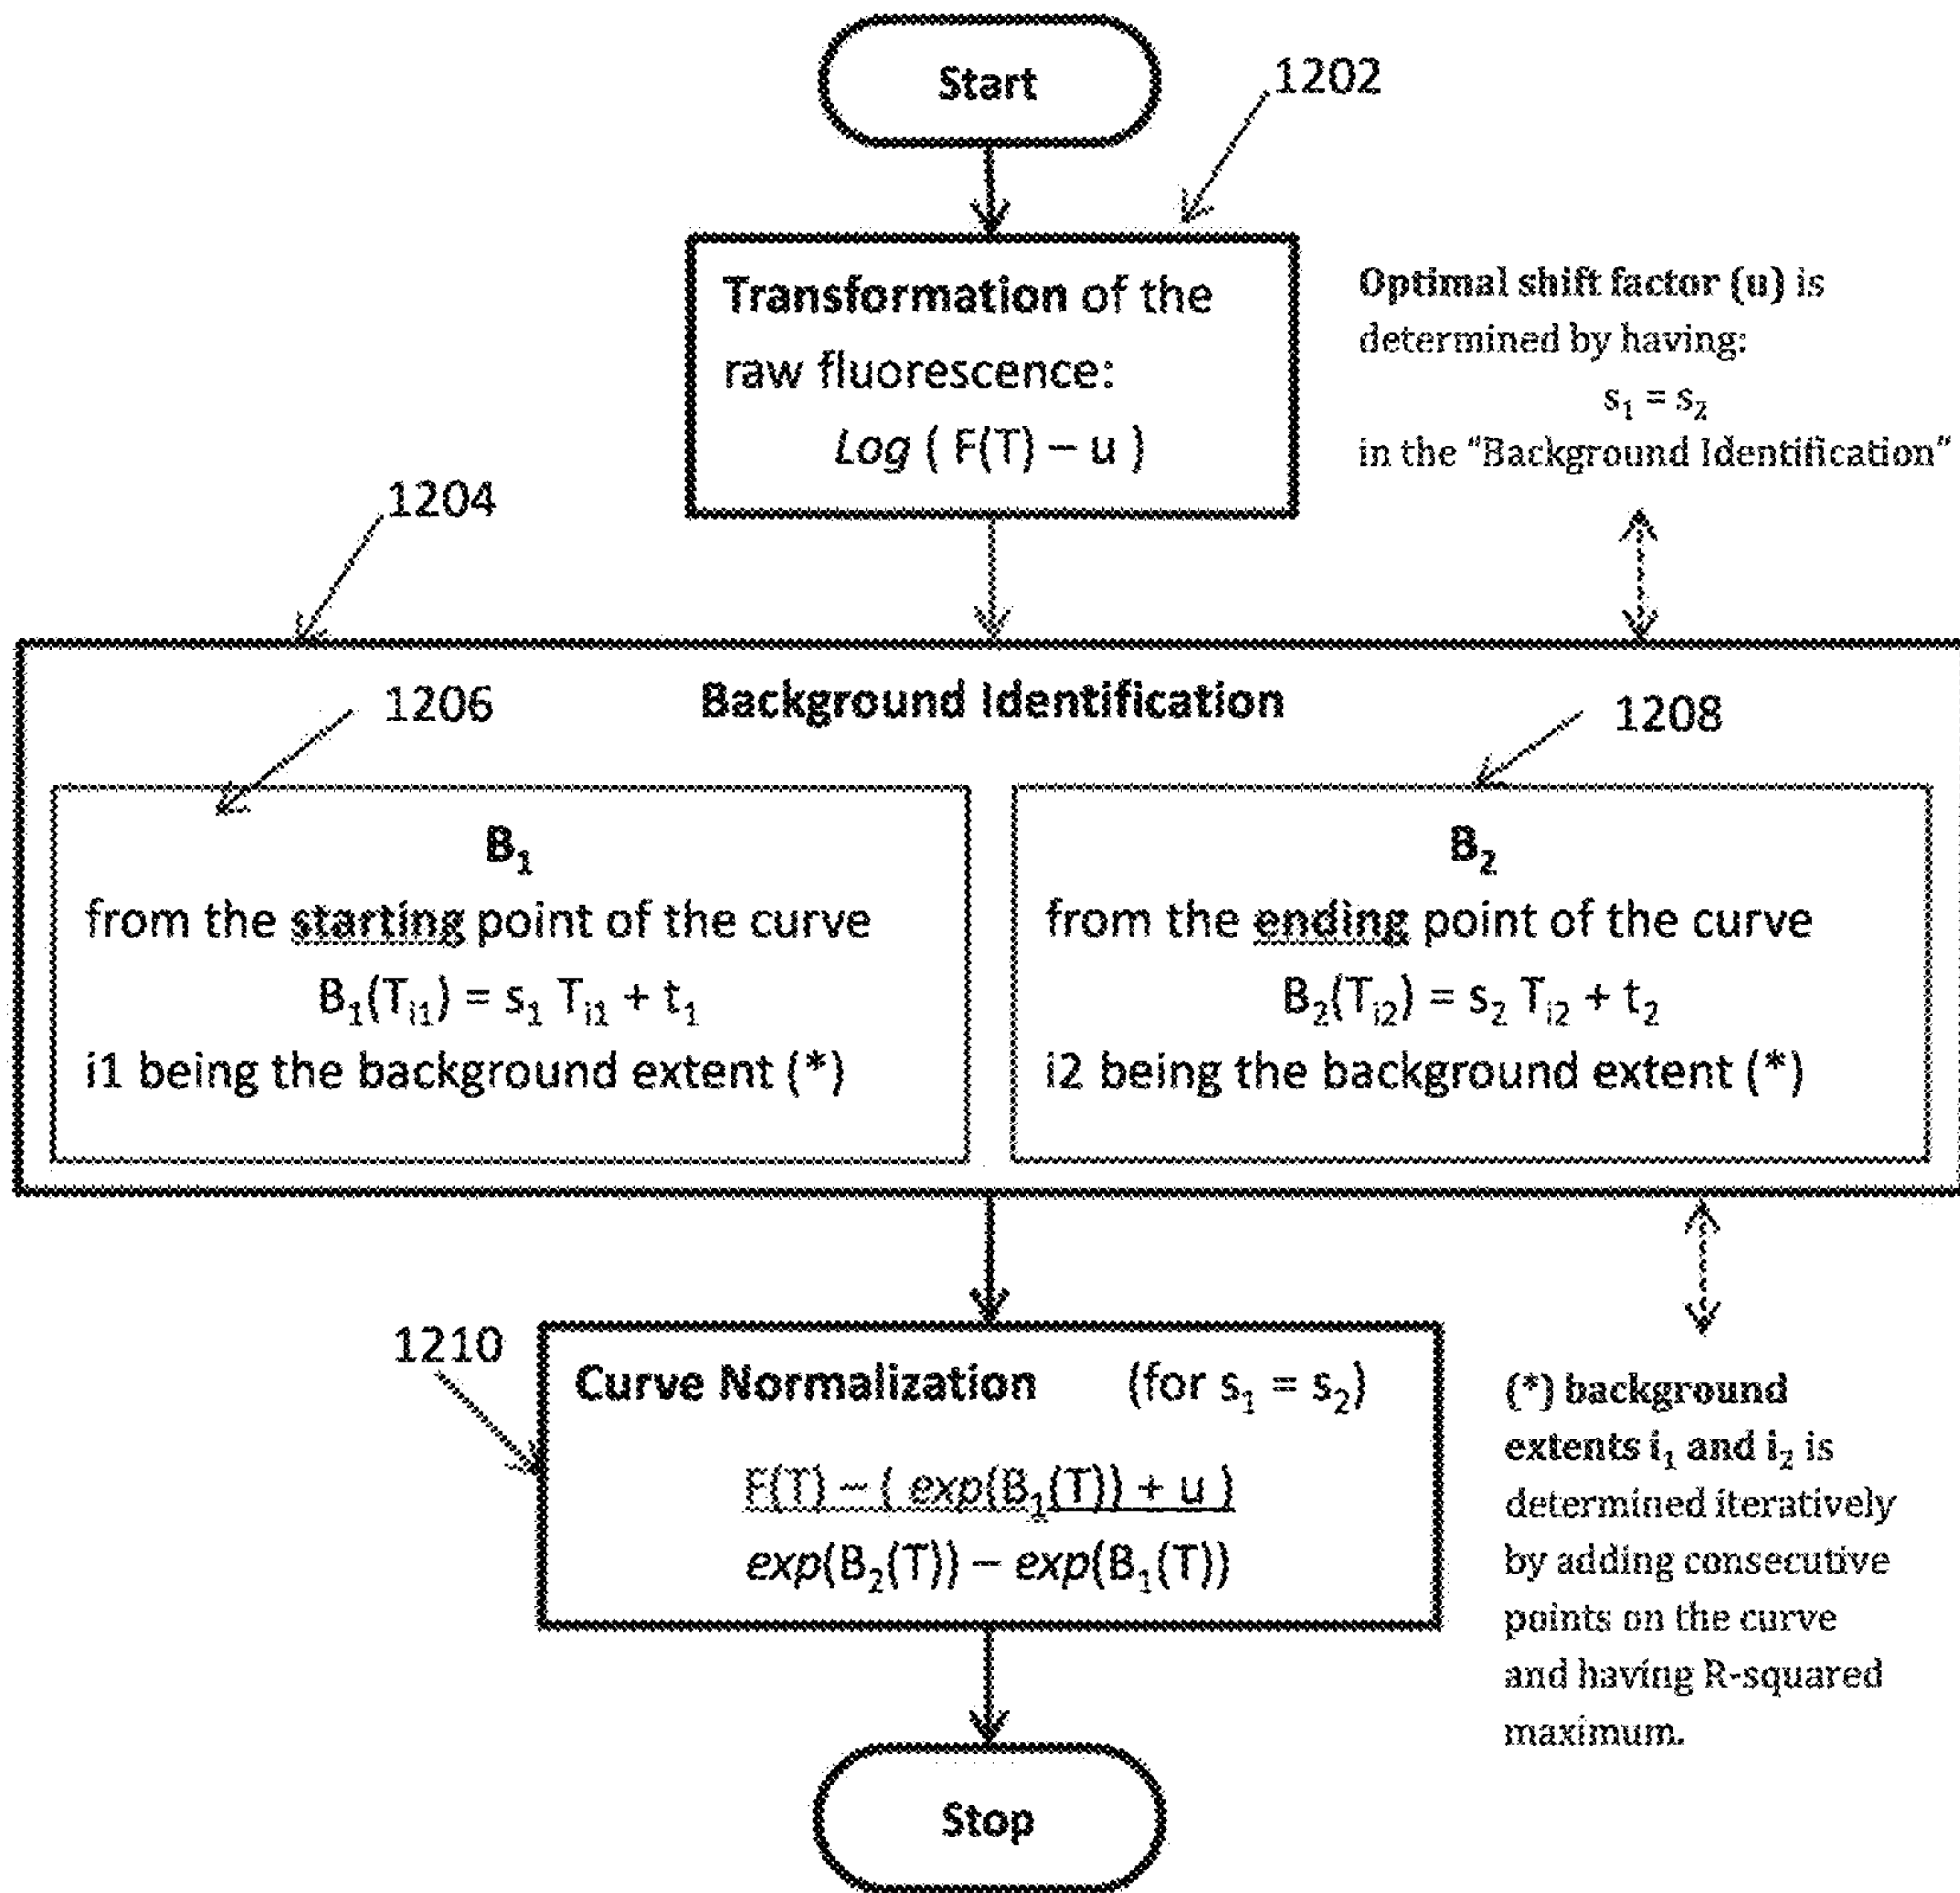 Start
1202
Transformation of the
raw fluorescence:
Log ( F(T) – u )
Optimal shift factor (u) is
determined by having:
s₁ = s₂
in the “Background Identification”
1204
Background Identification
1206
1208
B₁
from the starting point of the curve
B₁(Tᵢ₁) = s₁ Tᵢ₁ + t₁
i1 being the background extent (*)
B₂
from the ending point of the curve
B₂(Tᵢ₂) = s₂ Tᵢ₂ + t₂
i2 being the background extent (*)
1210
Curve Normalization (for s₁ = s₂)
F(T) – ( exp(B₁(T)) + u )
exp(B₂(T)) – exp(B₁(T))
(*) background
extents i₁ and i₂ is
determined iteratively
by adding consecutive
points on the curve
and having R-squared
maximum.
Stop